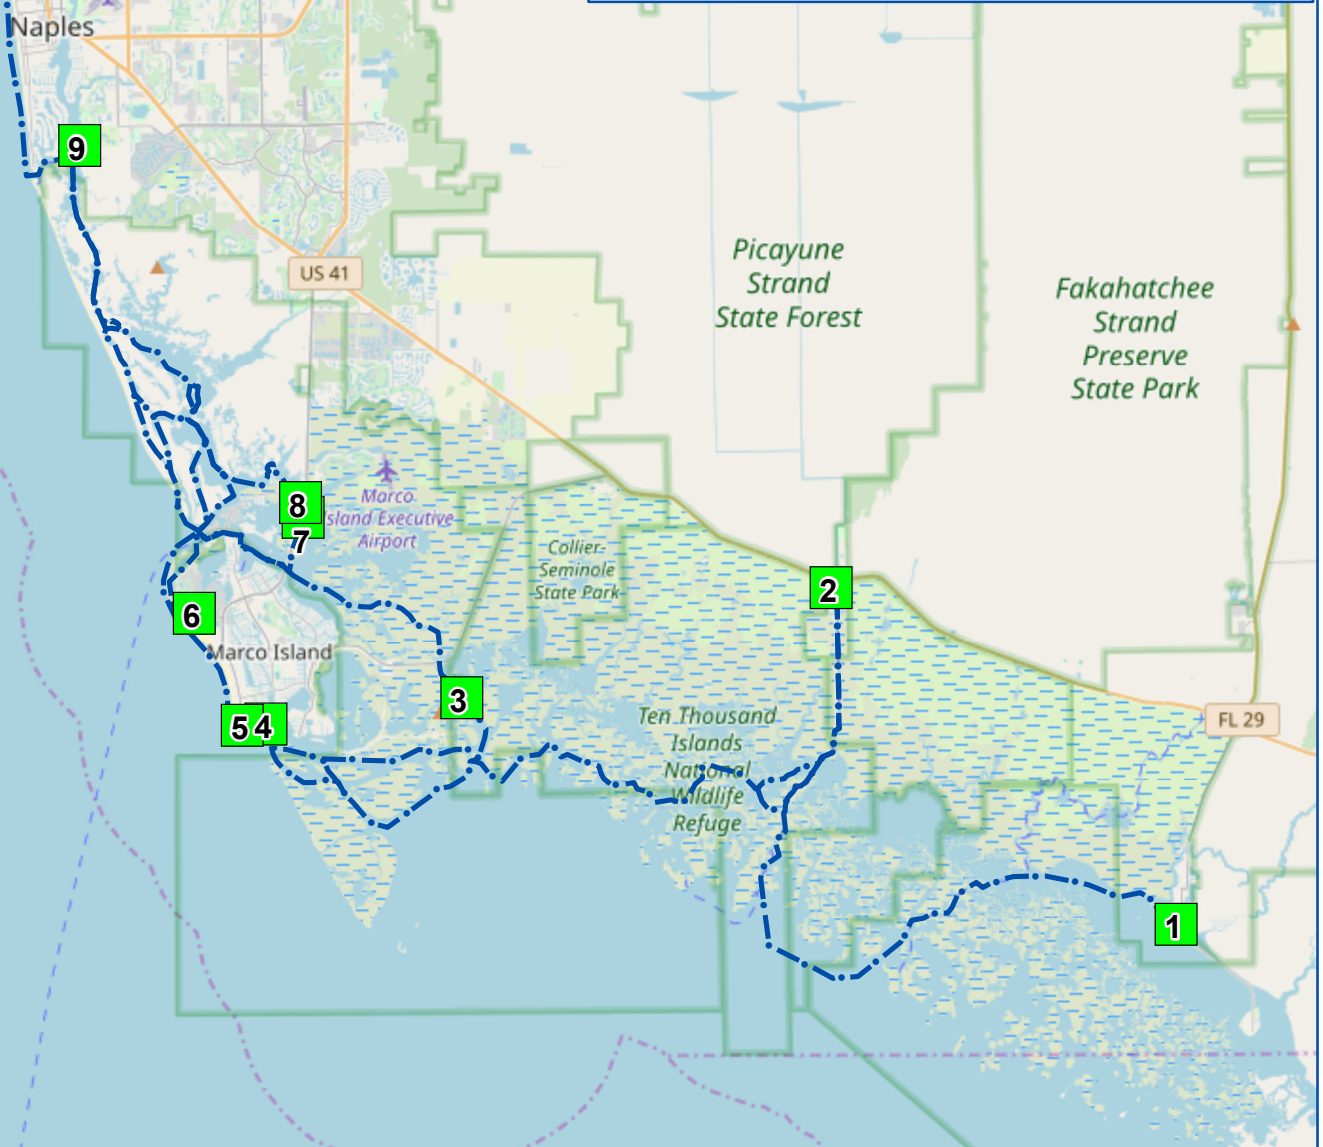 Naples
9
US 41
Picayune
Strand
State Forest
Fakahatchee
Strand
Preserve
State Park
8
7
Marco
Island Executive
Airport
Collier-
Seminole
State Park
2
6
Marco Island
3
5
4
Ten Thousand
Islands
National
Wildlife
Refuge
FL 29
1